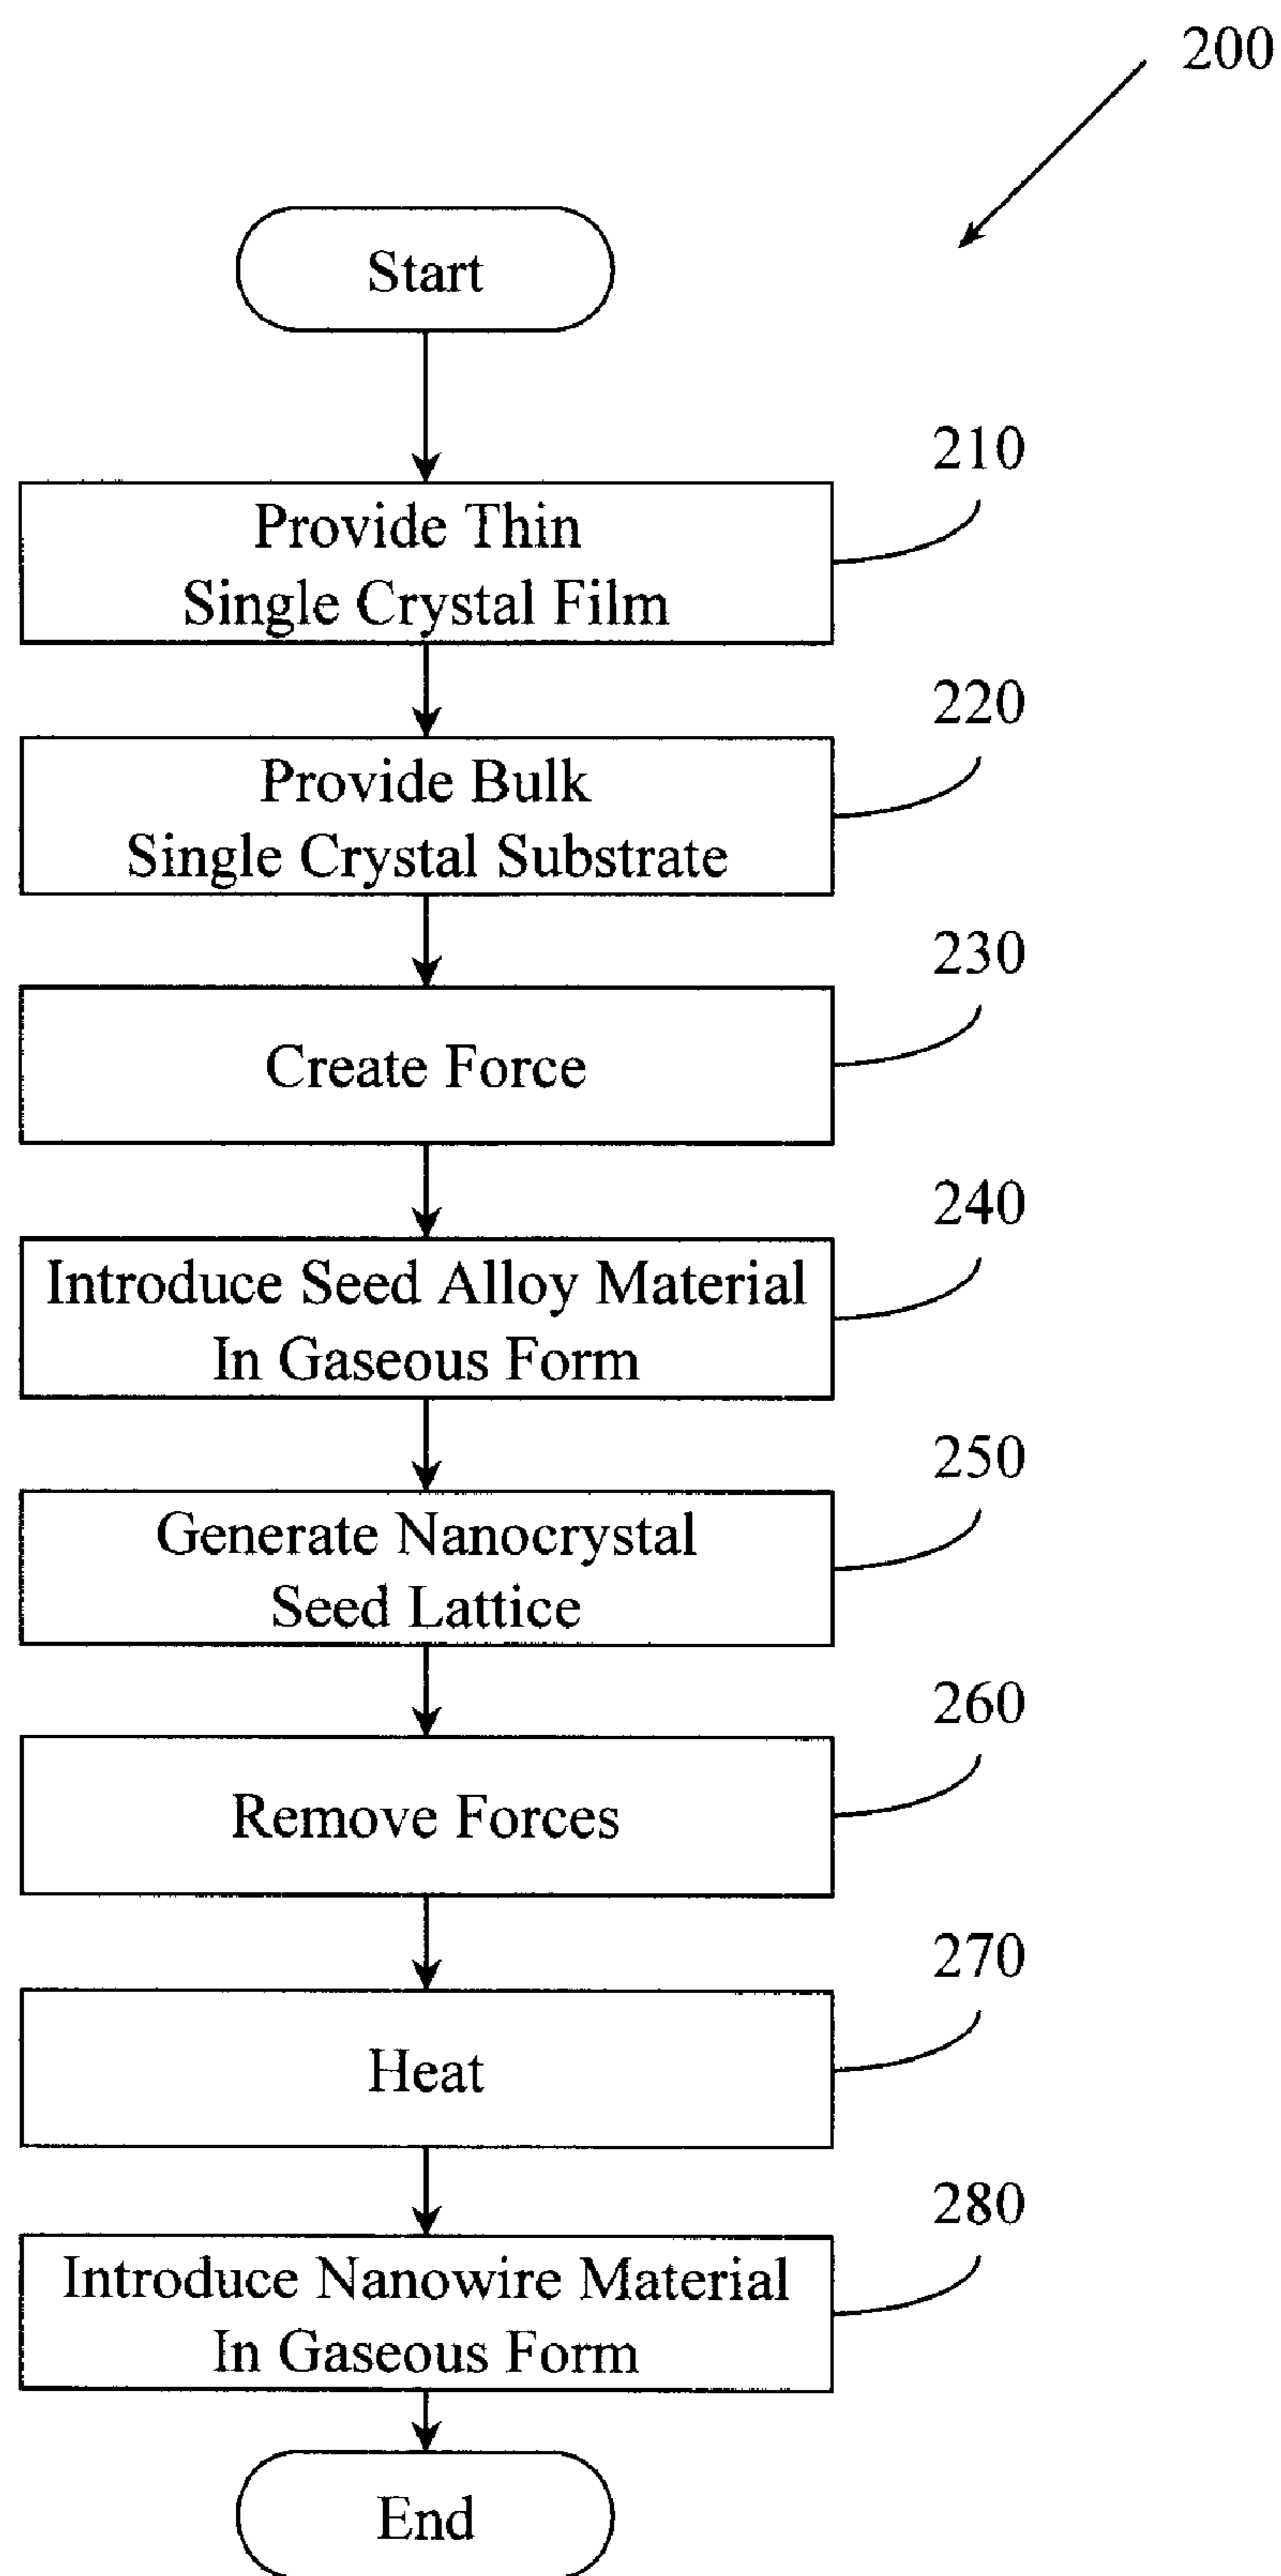 200
Start
210
Provide Thin
Single Crystal Film
220
Provide Bulk
Single Crystal Substrate
230
Create Force
240
Introduce Seed Alloy Material
In Gaseous Form
250
Generate Nanocrystal
Seed Lattice
260
Remove Forces
270
Heat
280
Introduce Nanowire Material
In Gaseous Form
End